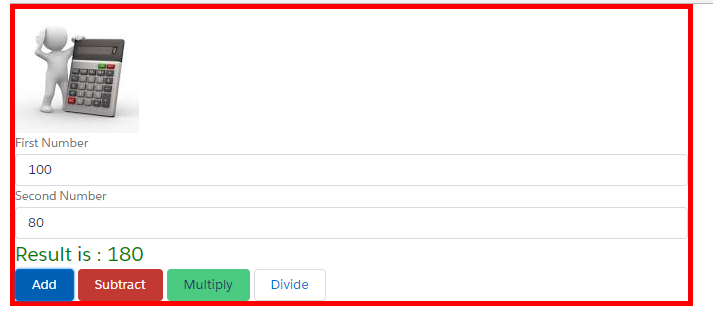 First Number
100
Second Number
80
Result is : 180
Add Subtract Multiply Divide